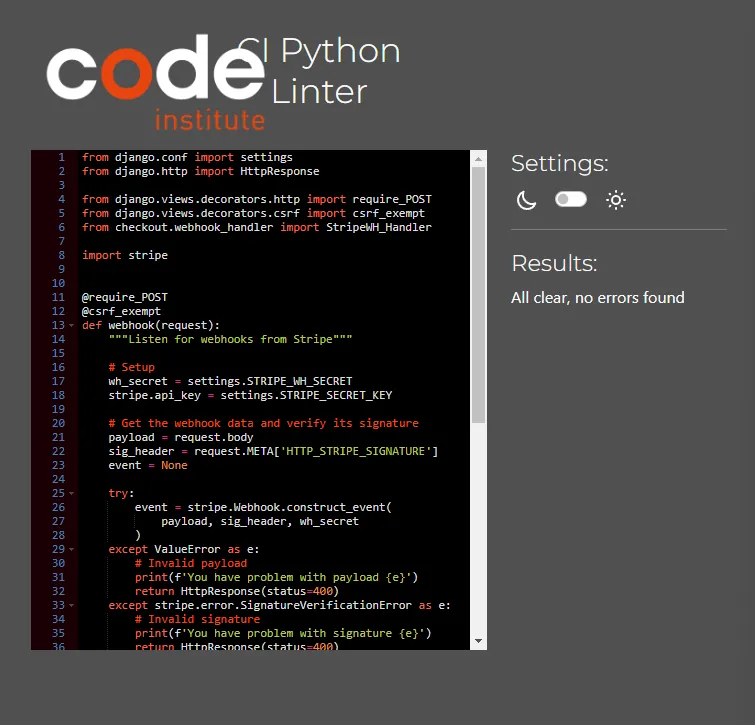 code
institute
CI Python
Linter
1 from django.conf import settings
2 from django.http import HttpResponse
3
4 from django.views.decorators.http import require_POST
5 from django.views.decorators.csrf import csrf_exempt
6 from checkout.webhook_handler import StripeWH_Handler
7
8 import stripe
9
10
11 @require_POST
12 @csrf_exempt
13 def webhook(request):
14     """Listen for webhooks from Stripe"""
15
16     # Setup
17     wh_secret = settings.STRIPE_WH_SECRET
18     stripe.api_key = settings.STRIPE_SECRET_KEY
19
20     # Get the webhook data and verify its signature
21     payload = request.body
22     sig_header = request.META['HTTP_STRIPE_SIGNATURE']
23     event = None
24
25     try:
26         event = stripe.Webhook.construct_event(
27             payload, sig_header, wh_secret
28         )
29     except ValueError as e:
30         # Invalid payload
31         print(f'You have problem with payload {e}')
32         return HttpResponse(status=400)
33     except stripe.error.SignatureVerificationError as e:
34         # Invalid signature
35         print(f'You have problem with signature {e}')
36         return HttpResponse(status=400)
Settings:
Results:
All clear, no errors found